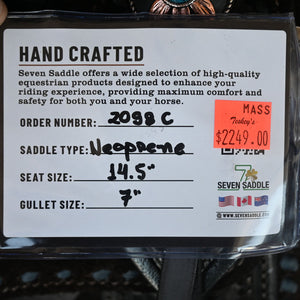 HAND CRAFTED
Seven Saddle offers a wide selection of high-quality
equestrian products designed to enhance your
riding experience, providing maximum comfort and
safety for both you and your horse.
ORDER NUMBER: 2098 C
MASS
$2249.00
SADDLE TYPE: Neoprene
SEAT SIZE: 14.5"
7
SEVEN SADDLE
GULLET SIZE: 7"
WWW.SEVENSADDLE.COM